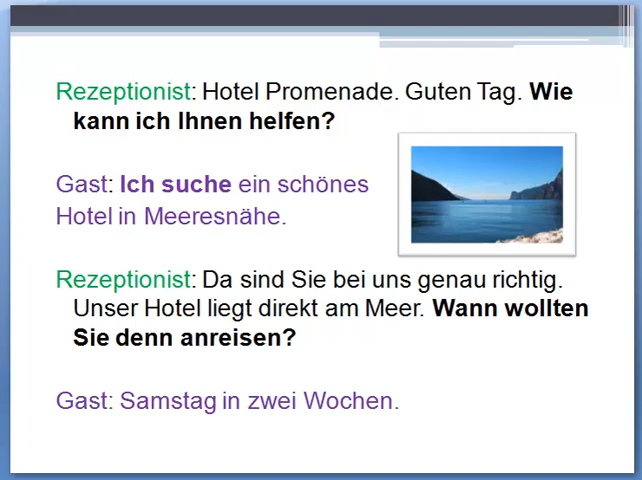 Rezeptionist: Hotel Promenade. Guten Tag. Wie
kann ich Ihnen helfen?
Gast: Ich suche ein schönes
Hotel in Meeresnähe.
Rezeptionist: Da sind Sie bei uns genau richtig.
Unser Hotel liegt direkt am Meer. Wann wollten
Sie denn anreisen?
Gast: Samstag in zwei Wochen.